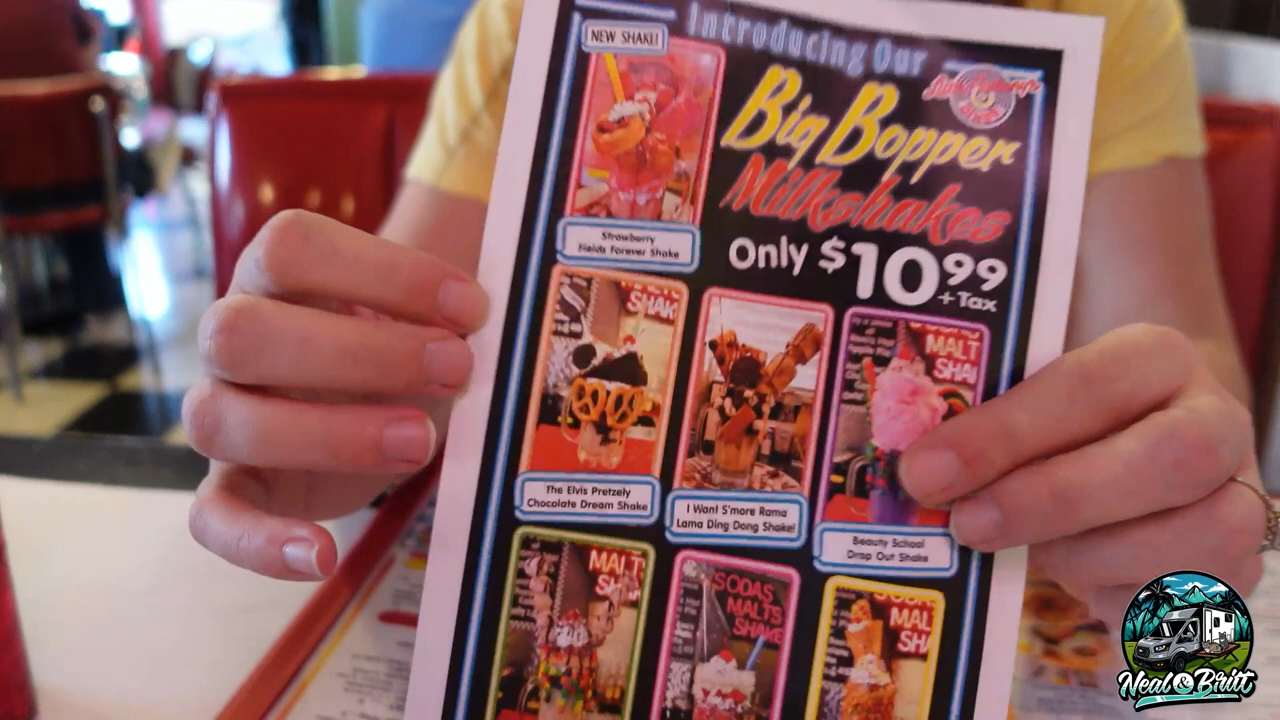 Introducing Our
NEW SHAKE!
Big Bopper
Milkshakes
Only $10.99
+ Tax
Strawberry
Fields Forever Shake
SHAK
The Elvis Pretzely
Chocolate Dream Shake
I Want S'more Rama
Lama Ding Dong Shake!
MALT
SHA
Beauty School
Drop Out Shake
MALT
SODAS
MALTS
SHAKE
MAL
SH
Neal & Britt